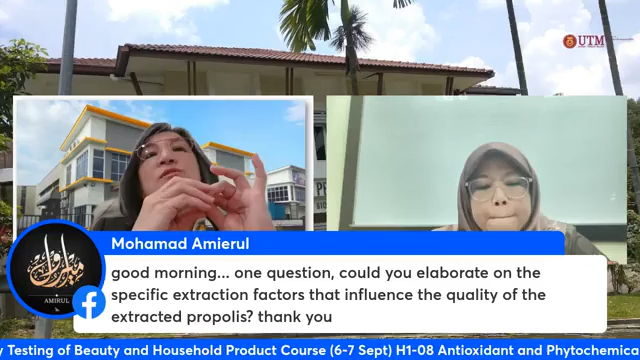 UTM
Mohamad Amierul
good morning... one question, could you elaborate on the
specific extraction factors that influence the quality of the
extracted propolis? thank you
AMIRUL
y Testing of Beauty and Household Product Course (6-7 Sept) H1-08 Antioxidant and Phytochemica